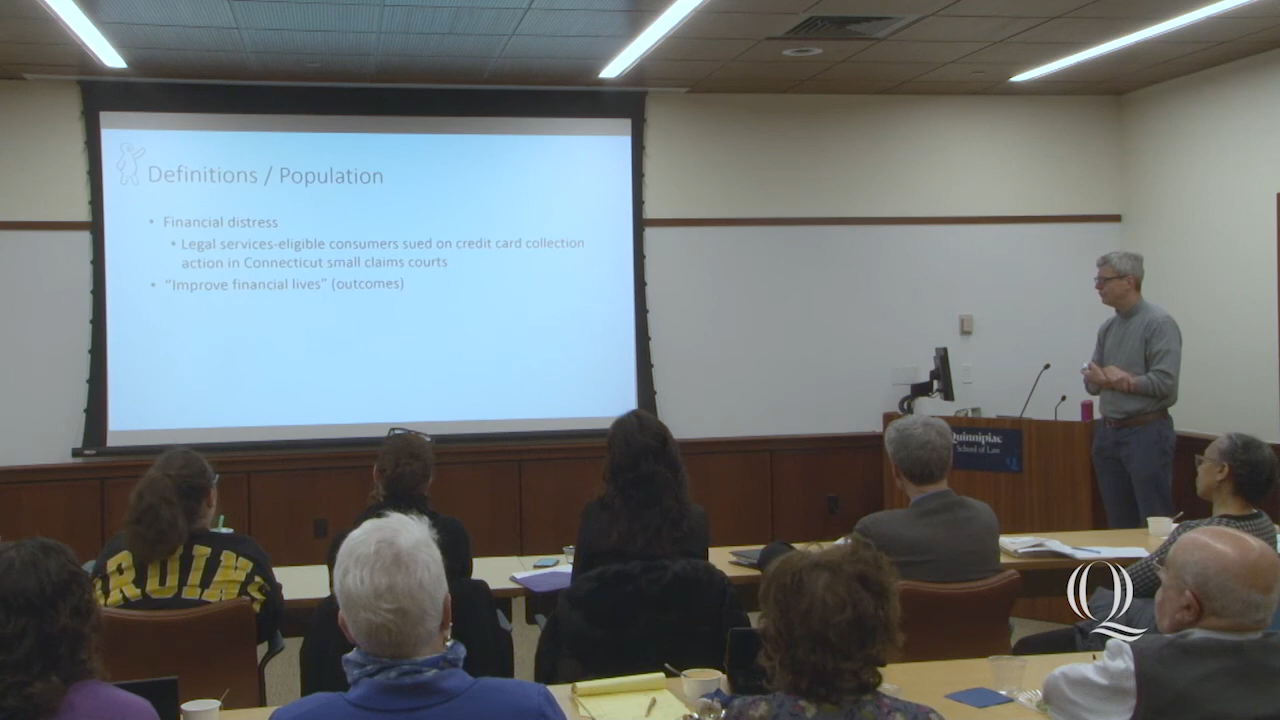 Definitions / Population
• Financial distress
• Legal services-eligible consumers sued on credit card collection
action in Connecticut small claims courts
• "Improve financial lives" (outcomes)
Quinnipiac
School of Law
BRUINS
Q